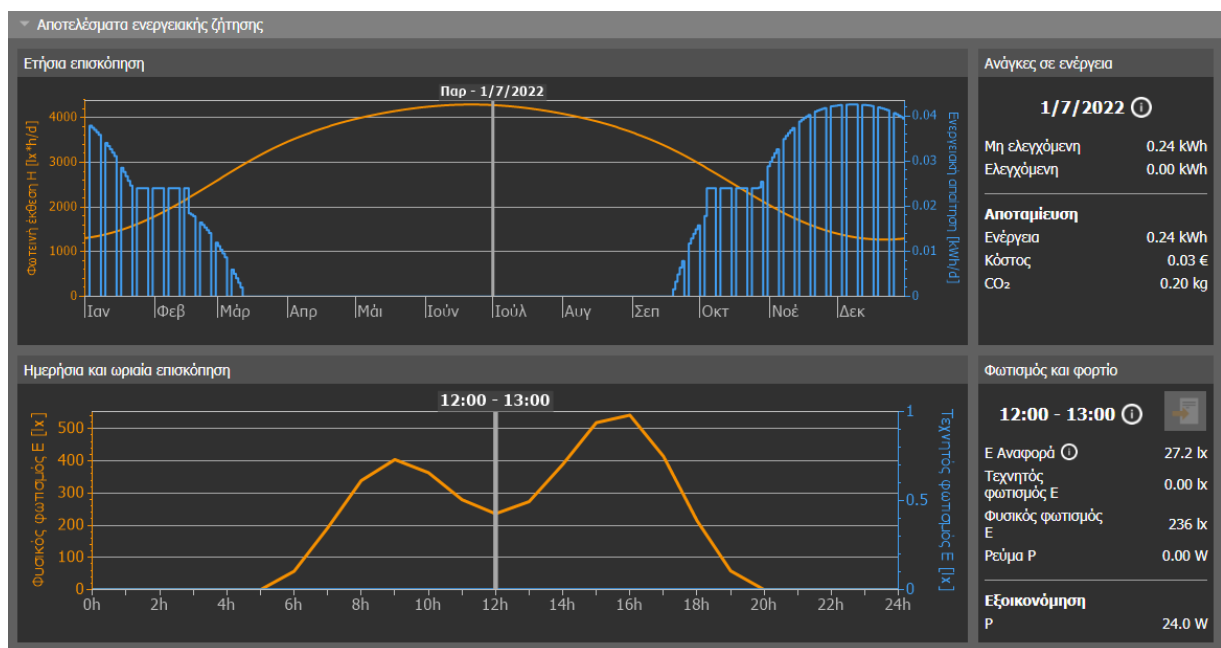 Αποτελέσματα ενεργειακής ζήτησης
Ετήσια επισκόπηση
Παρ - 1/7/2022
Φωτεινή έκθεση H [lx*h/d]
4000
3000
2000
1000
0
Ενεργειακή απαίτηση [kWh/d]
0.04
0.03
0.02
0.01
0
Ιαν Φεβ Μάρ Απρ Μάι Ιούν Ιούλ Αυγ Σεπ Οκτ Νοέ Δεκ
Ανάγκες σε ενέργεια
1/7/2022
Μη ελεγχόμενη 0.24 kWh
Ελεγχόμενη 0.00 kWh
Αποταμίευση
Ενέργεια 0.24 kWh
Κόστος 0.03 €
CO₂ 0.20 kg
Ημερήσια και ωριαία επισκόπηση
12:00 - 13:00
Φυσικός φωτισμός E [lx]
500
400
300
200
100
0
Τεχνητός φωτισμός E [lx]
1
0.5
0
0h 2h 4h 6h 8h 10h 12h 14h 16h 18h 20h 22h 24h
Φωτισμός και φορτίο
12:00 - 13:00
E Αναφορά 27.2 lx
Τεχνητός
φωτισμός E 0.00 lx
Φυσικός φωτισμός
E 236 lx
Ρεύμα P 0.00 W
Εξοικονόμηση
P 24.0 W